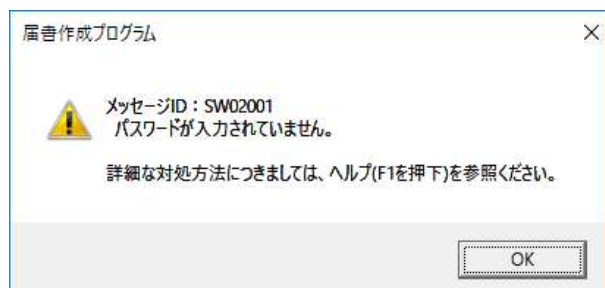 届書作成プログラム
メッセージID：SW02001
パスワードが入力されていません。
詳細な対処方法につきましては、ヘルプ(F1を押下)を参照ください。
OK